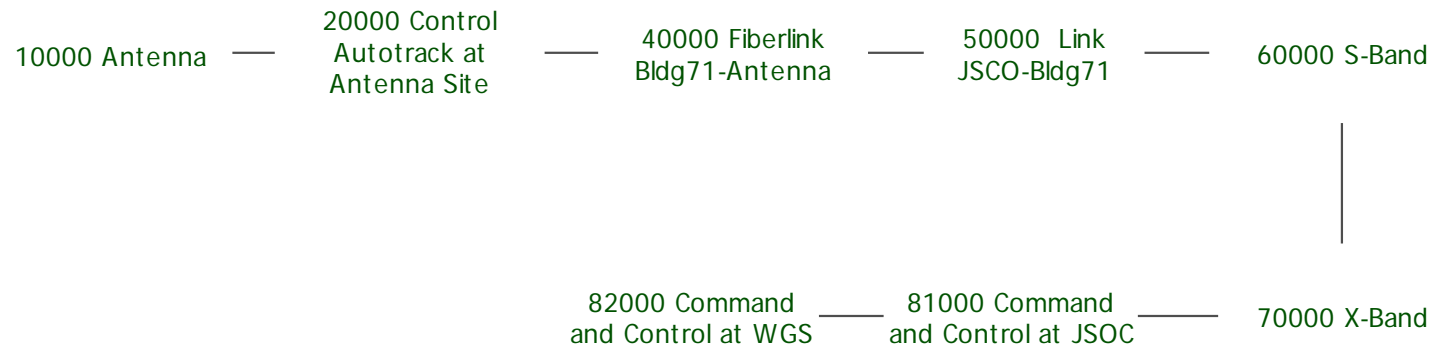 10000 Antenna
20000 Control
Autotrack at
Antenna Site
40000 Fiberlink
Bldg71-Antenna
50000 Link
JSCO-Bldg71
60000 S-Band
82000 Command
and Control at WGS
81000 Command
and Control at JSOC
70000 X-Band